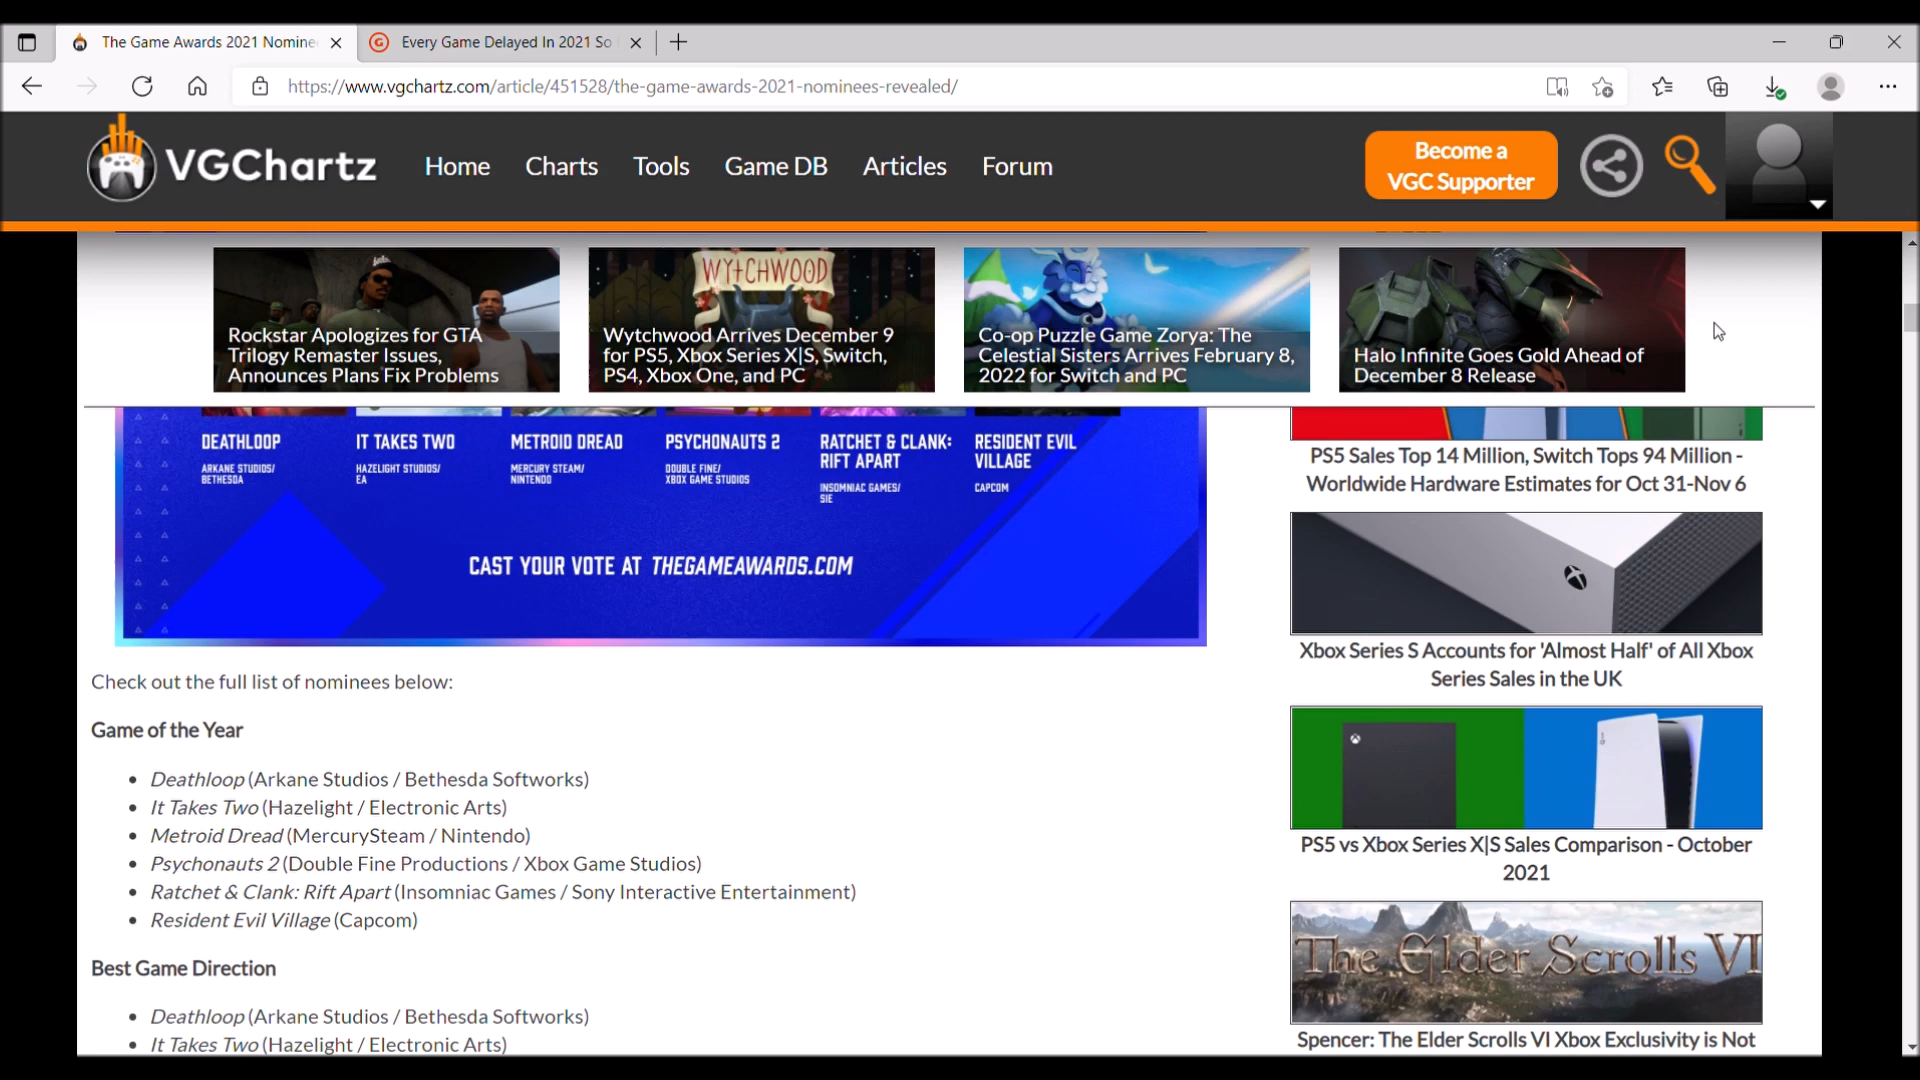 The Game Awards 2021 Nomine
Every Game Delayed In 2021 So
https://www.vgchartz.com/article/451528/the-game-awards-2021-nominees-revealed/
VGChartz
Home
Charts
Tools
Game DB
Articles
Forum
Become a
VGC Supporter
Rockstar Apologizes for GTA
Trilogy Remaster Issues,
Announces Plans Fix Problems
WYTCHWOOD
Wytchwood Arrives December 9
for PS5, Xbox Series X|S, Switch,
PS4, Xbox One, and PC
Co-op Puzzle Game Zorya: The
Celestial Sisters Arrives February 8,
2022 for Switch and PC
Halo Infinite Goes Gold Ahead of
December 8 Release
DEATHLOOP
ARKANE STUDIOS/
BETHESDA
IT TAKES TWO
HAZELIGHT STUDIOS/
EA
METROID DREAD
MERCURY STEAM/
NINTENDO
PSYCHONAUTS 2
DOUBLE FINE/
XBOX GAME STUDIOS
RATCHET & CLANK:
RIFT APART
INSOMNIAC GAMES/
SIE
RESIDENT EVIL
VILLAGE
CAPCOM
CAST YOUR VOTE AT THEGAMEAWARDS.COM
Check out the full list of nominees below:
Game of the Year
• Deathloop (Arkane Studios / Bethesda Softworks)
• It Takes Two (Hazelight / Electronic Arts)
• Metroid Dread (MercurySteam / Nintendo)
• Psychonauts 2 (Double Fine Productions / Xbox Game Studios)
• Ratchet & Clank: Rift Apart (Insomniac Games / Sony Interactive Entertainment)
• Resident Evil Village (Capcom)
Best Game Direction
• Deathloop (Arkane Studios / Bethesda Softworks)
• It Takes Two (Hazelight / Electronic Arts)
PS5 Sales Top 14 Million, Switch Tops 94 Million -
Worldwide Hardware Estimates for Oct 31-Nov 6
Xbox Series S Accounts for 'Almost Half' of All Xbox
Series Sales in the UK
PS5 vs Xbox Series X|S Sales Comparison - October
2021
The Elder Scrolls VI
Spencer: The Elder Scrolls VI Xbox Exclusivity is Not